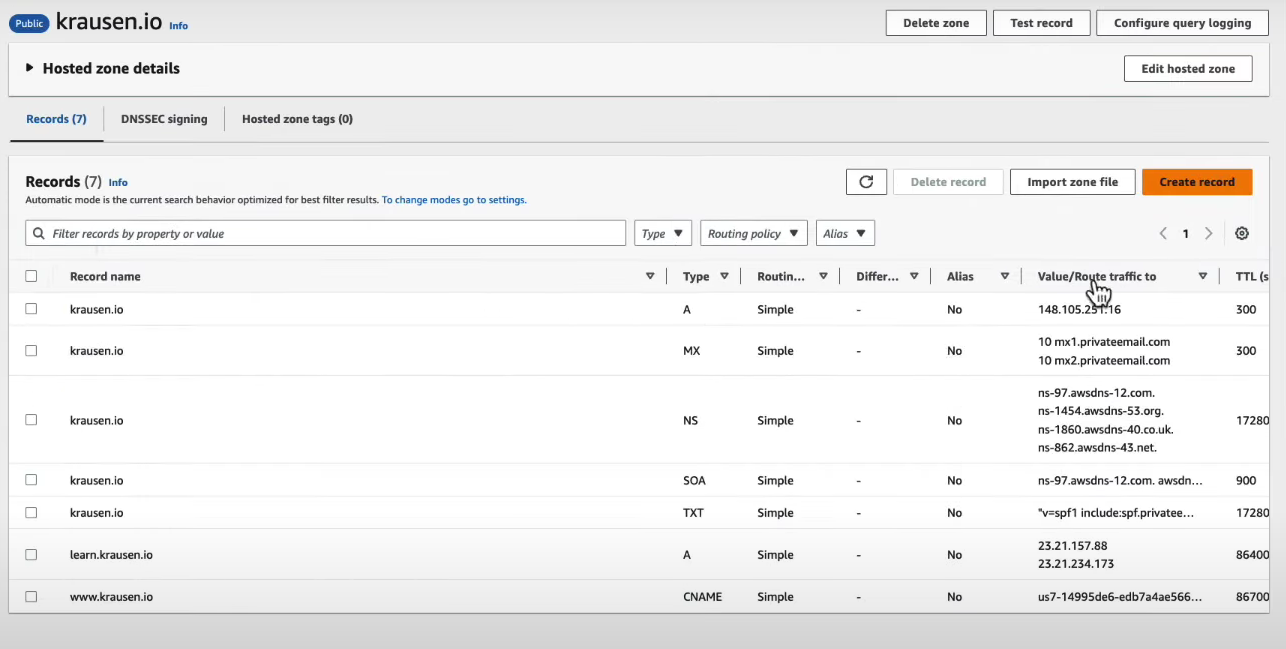 Public krausen.io Info Delete zone Test record Configure query logging
Hosted zone details Edit hosted zone
Records (7) DNSSEC signing Hosted zone tags (0)
Records (7) Info Delete record Import zone file Create record
Automatic mode is the current search behavior optimized for best filter results. To change modes go to settings.
Filter records by property or value Type Routing policy Alias 1
Record name Type Routin... Differ... Alias Value/Route traffic to TTL (s
krausen.io A Simple - No 148.105.251.16 300
krausen.io MX Simple - No 10 mx1.privateemail.com 300
10 mx2.privateemail.com
krausen.io NS Simple - No ns-97.awsdns-12.com. 17280
ns-1454.awsdns-53.org.
ns-1860.awsdns-40.co.uk.
ns-862.awsdns-43.net.
krausen.io SOA Simple - No ns-97.awsdns-12.com. awsdn... 900
krausen.io TXT Simple - No "v=spf1 include:spf.privatee... 17280
learn.krausen.io A Simple - No 23.21.157.88 86400
23.21.234.173
www.krausen.io CNAME Simple - No us7-14995de6-edb7a4ae566... 86700